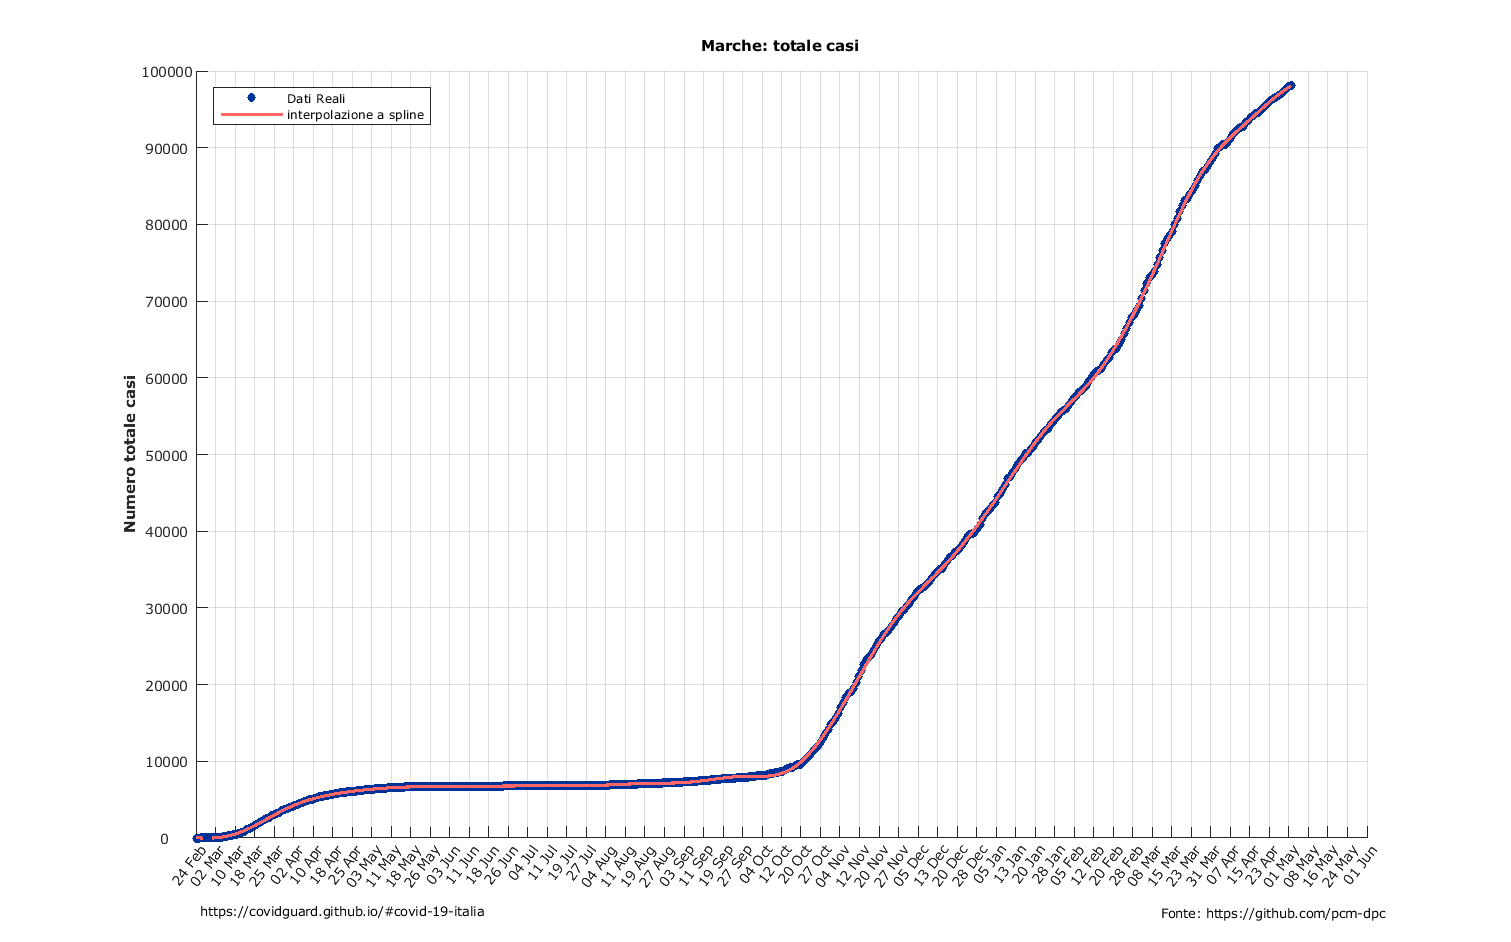 Marche: totale casi
Dati Reali
interpolazione a spline
Numero totale casi
100000
90000
80000
70000
60000
50000
40000
30000
20000
10000
0
24 Feb
02 Mar
10 Mar
18 Mar
25 Mar
02 Apr
10 Apr
18 Apr
25 Apr
03 May
11 May
18 May
26 May
03 Jun
11 Jun
18 Jun
26 Jun
04 Jul
11 Jul
19 Jul
27 Jul
04 Aug
11 Aug
19 Aug
27 Aug
03 Sep
11 Sep
19 Sep
27 Sep
04 Oct
12 Oct
20 Oct
27 Oct
04 Nov
12 Nov
20 Nov
27 Nov
05 Dec
13 Dec
20 Dec
28 Dec
05 Jan
13 Jan
20 Jan
28 Jan
05 Feb
12 Feb
20 Feb
28 Feb
08 Mar
15 Mar
23 Mar
31 Mar
07 Apr
15 Apr
23 Apr
01 May
08 May
16 May
24 May
01 Jun
https://covidguard.github.io/#covid-19-italia
Fonte: https://github.com/pcm-dpc